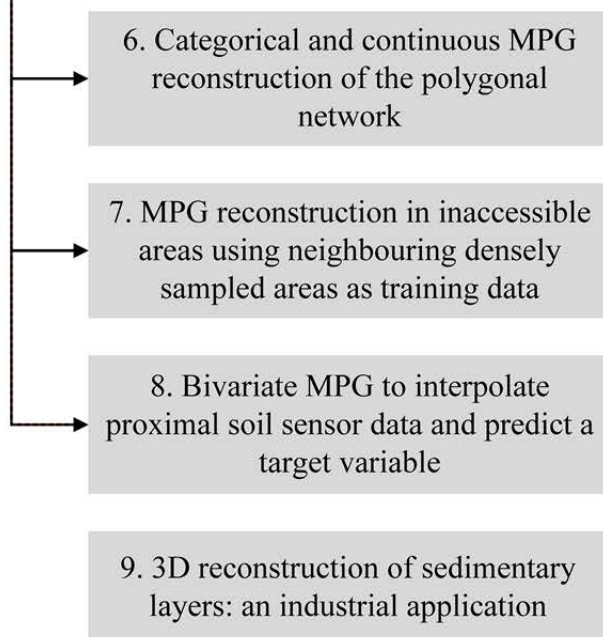 6. Categorical and continuous MPG
reconstruction of the polygonal
network
7. MPG reconstruction in inaccessible
areas using neighbouring densely
sampled areas as training data
8. Bivariate MPG to interpolate
proximal soil sensor data and predict a
target variable
9. 3D reconstruction of sedimentary
layers: an industrial application